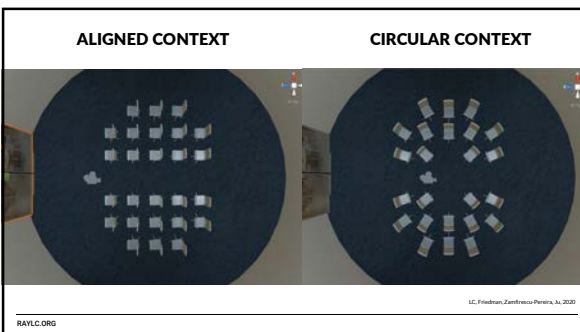 ALIGNED CONTEXT
CIRCULAR CONTEXT
LC, Friedman, Zamfirescu-Pereira, Ju, 2020
RAYLC.ORG